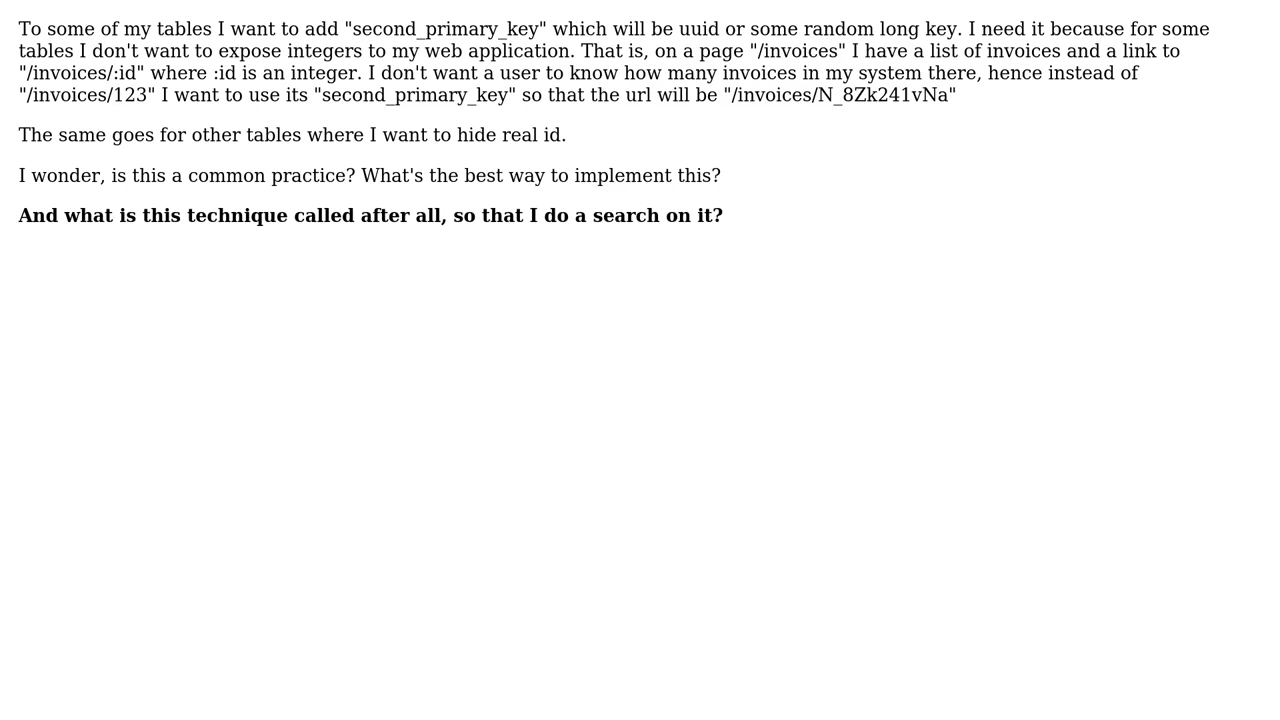 To some of my tables I want to add "second_primary_key" which will be uuid or some random long key. I need it because for some
tables I don't want to expose integers to my web application. That is, on a page "/invoices" I have a list of invoices and a link to
"/invoices/:id" where :id is an integer. I don't want a user to know how many invoices in my system there, hence instead of
"/invoices/123" I want to use its "second_primary_key" so that the url will be "/invoices/N_8Zk241vNa"
The same goes for other tables where I want to hide real id.
I wonder, is this a common practice? What's the best way to implement this?
And what is this technique called after all, so that I do a search on it?